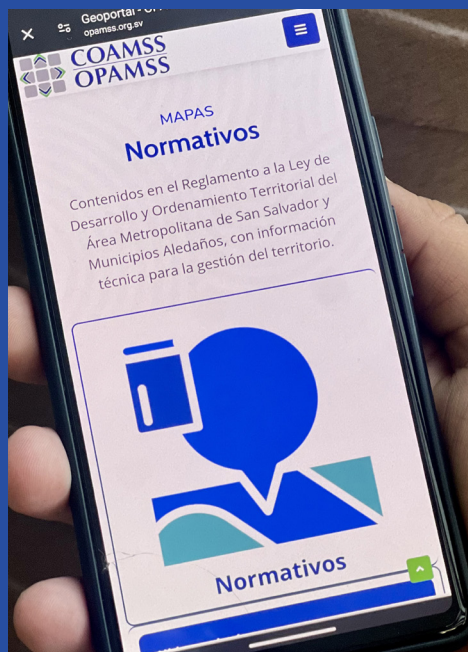 Geoportal - 
opamss.org.sv
COAMSS
OPAMSS
MAPAS
Normativos
Contenidos en el Reglamento a la Ley de
Desarrollo y Ordenamiento Territorial del
Área Metropolitana de San Salvador y
Municipios Aledaños, con información
técnica para la gestión del territorio.
Normativos